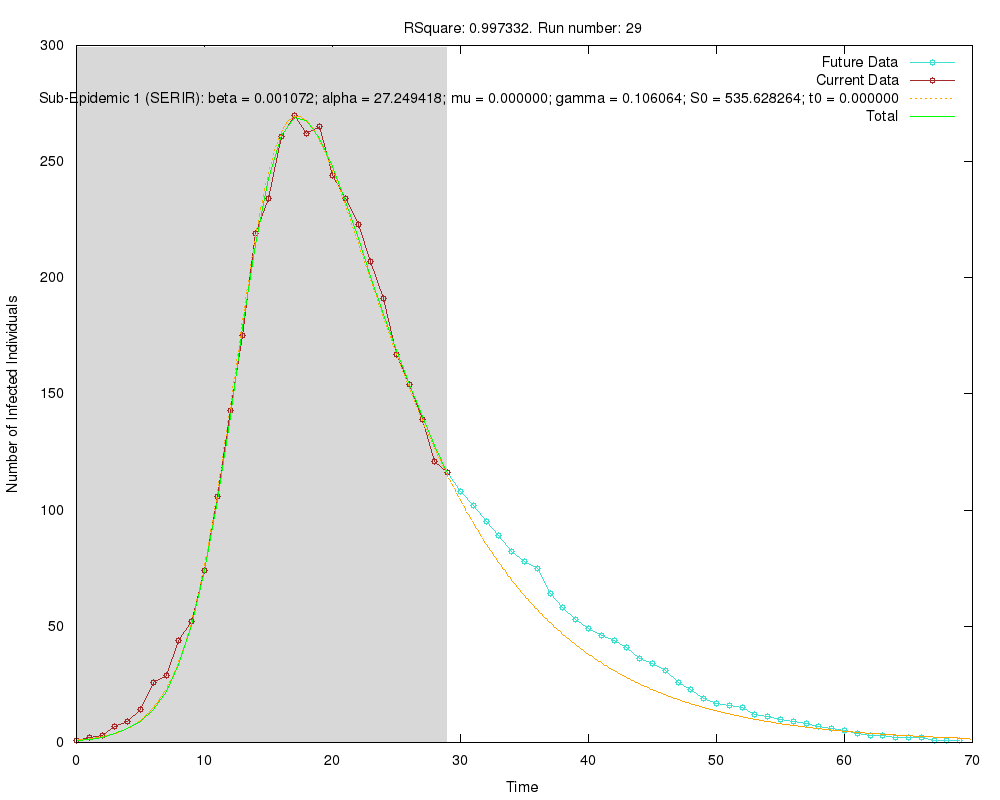 RSquare: 0.997332. Run number: 29
300
250
200
150
100
50
0
Number of Infected Individuals
Future Data
Current Data
Sub-Epidemic 1 (SERIR): beta = 0.001072; alpha = 27.249418; mu = 0.000000; gamma = 0.106064; S0 = 535.628264; t0 = 0.000000
Total
0 10 20 30 40 50 60 70
Time